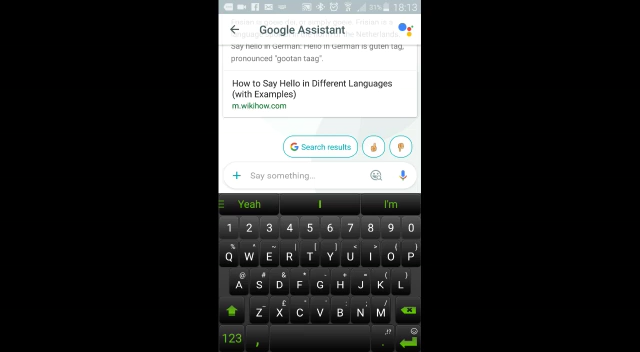 31% 18:13
Google Assistant
Say hello in German: Hello in German is guten tag,
pronounced "gootan taag".
How to Say Hello in Different Languages
(with Examples)
m.wikihow.com
Search results
Say something...
Yeah I I'm
1 2 3 4 5 6 7 8 9 0
Q W E R T Y U I O P
A S D F G H J K L
Z X C V B N M
123 , .